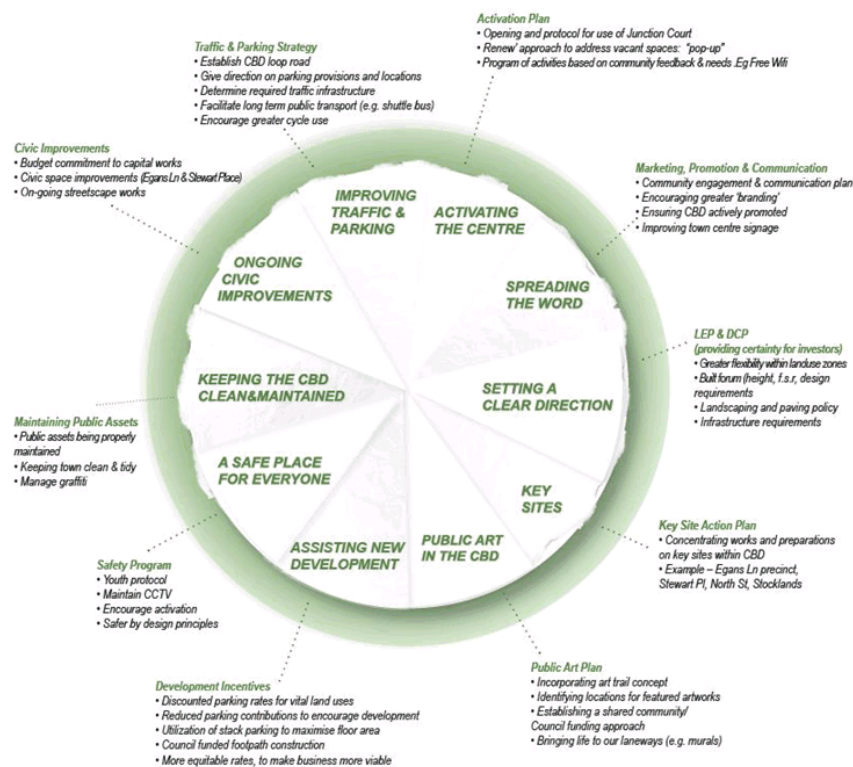 Activation Plan
• Opening and protocol for use of Junction Court
• Renew' approach to address vacant spaces: "pop-up"
• Program of activities based on community feedback & needs .Eg Free Wifi
Traffic & Parking Strategy
• Establish CBD loop road
• Give direction on parking provisions and locations
• Determine required traffic infrastructure
• Facilitate long term public transport (e.g. shuttle bus)
• Encourage greater cycle use
Civic Improvements
• Budget commitment to capital works
• Civic space improvements (Egans Ln & Stewart Place)
• On-going streetscape works
Marketing, Promotion & Communication
• Community engagement & communication plan
• Encouraging greater 'branding'
• Ensuring CBD actively promoted
• Improving town centre signage
IMPROVING
TRAFFIC &
PARKING
ACTIVATING
THE CENTRE
ONGOING
CIVIC
IMPROVEMENTS
SPREADING
THE WORD
LEP & DCP
(providing certainty for investors)
• Greater flexibility within landuse zones
• Built forum (height, f.s.r, design
requirements
• Landscaping and paving policy
• Infrastructure requirements
KEEPING THE CBD
CLEAN&MAINTAINED
SETTING A
CLEAR DIRECTION
Maintaining Public Assets
• Public assets being properly
maintained
• Keeping town clean & tidy
• Manage graffiti
A SAFE PLACE
FOR EVERYONE
KEY
SITES
ASSISTING NEW
DEVELOPMENT
PUBLIC ART
IN THE CBD
Key Site Action Plan
• Concentrating works and preparations
on key sites within CBD
• Example – Egans Ln precinct,
Stewart Pl, North St, Stocklands
Safety Program
• Youth protocol
• Maintain CCTV
• Encourage activation
• Safer by design principles
Public Art Plan
• Incorporating art trail concept
• Identifying locations for featured artworks
• Establishing a shared community/
Council funding approach
• Bringing life to our laneways (e.g. murals)
Development Incentives
• Discounted parking rates for vital land uses
• Reduced parking contributions to encourage development
• Utilization of stack parking to maximise floor area
• Council funded footpath construction
• More equitable rates, to make business more viable